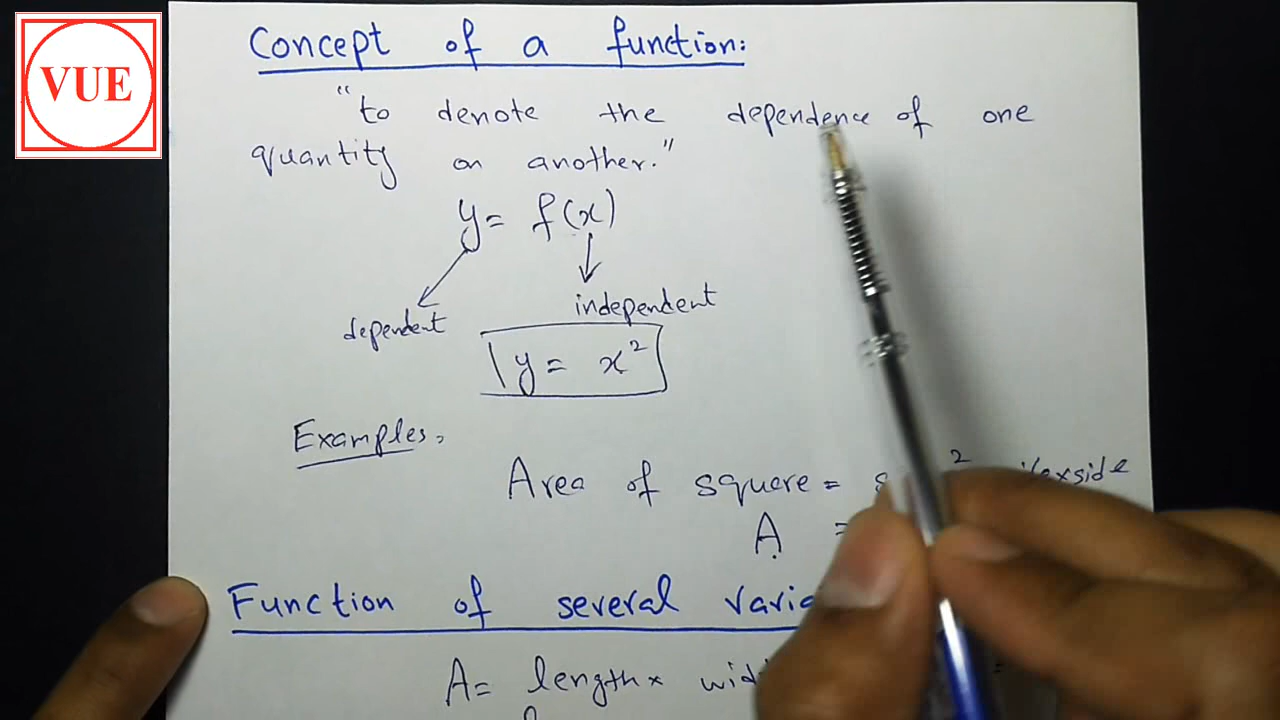 VUE
Concept of a function:
"to denote the dependence of one
quantity on another."
y = f(x)
dependent independent
y = x²
Examples,
Area of square =
A =
Function of several
A = length x